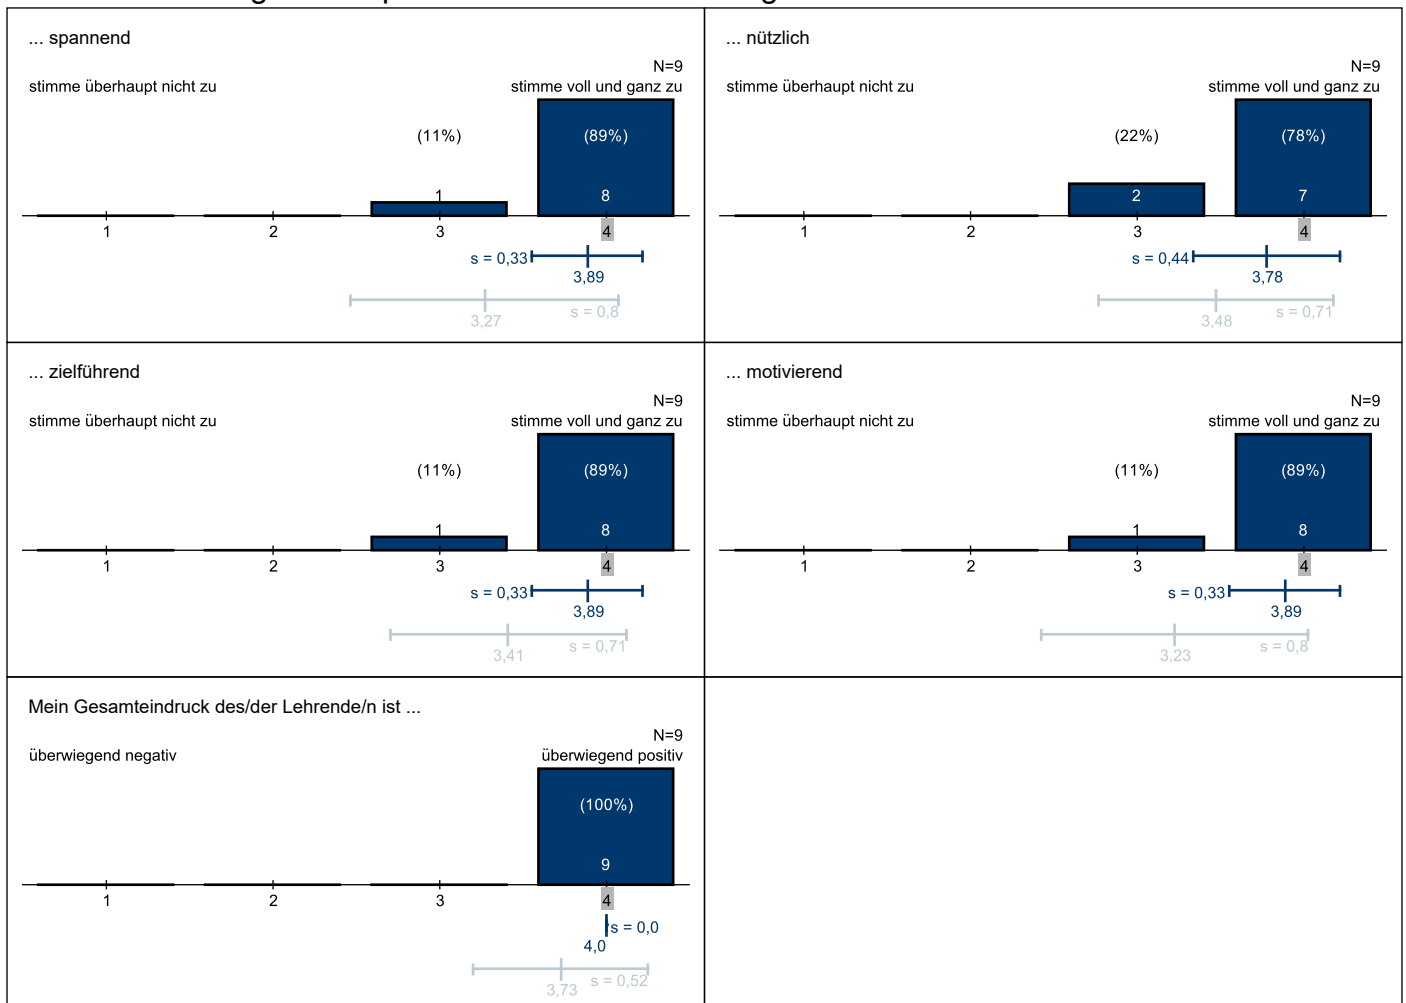 ... spannend
N=9
stimme überhaupt nicht zu stimme voll und ganz zu
(11%) (89%)
1 8
1 2 3 4
s = 0,33
3,89
s = 0,8
3,27
... nützlich
N=9
stimme überhaupt nicht zu stimme voll und ganz zu
(22%) (78%)
2 7
1 2 3 4
s = 0,44
3,78
s = 0,71
3,48
... zielführend
N=9
stimme überhaupt nicht zu stimme voll und ganz zu
(11%) (89%)
1 8
1 2 3 4
s = 0,33
3,89
s = 0,71
3,41
... motivierend
N=9
stimme überhaupt nicht zu stimme voll und ganz zu
(11%) (89%)
1 8
1 2 3 4
s = 0,33
3,89
s = 0,8
3,23
Mein Gesamteindruck des/der Lehrende/n ist ...
N=9
überwiegend negativ überwiegend positiv
(100%)
9
1 2 3 4
s = 0,0
4,0
s = 0,52
3,73